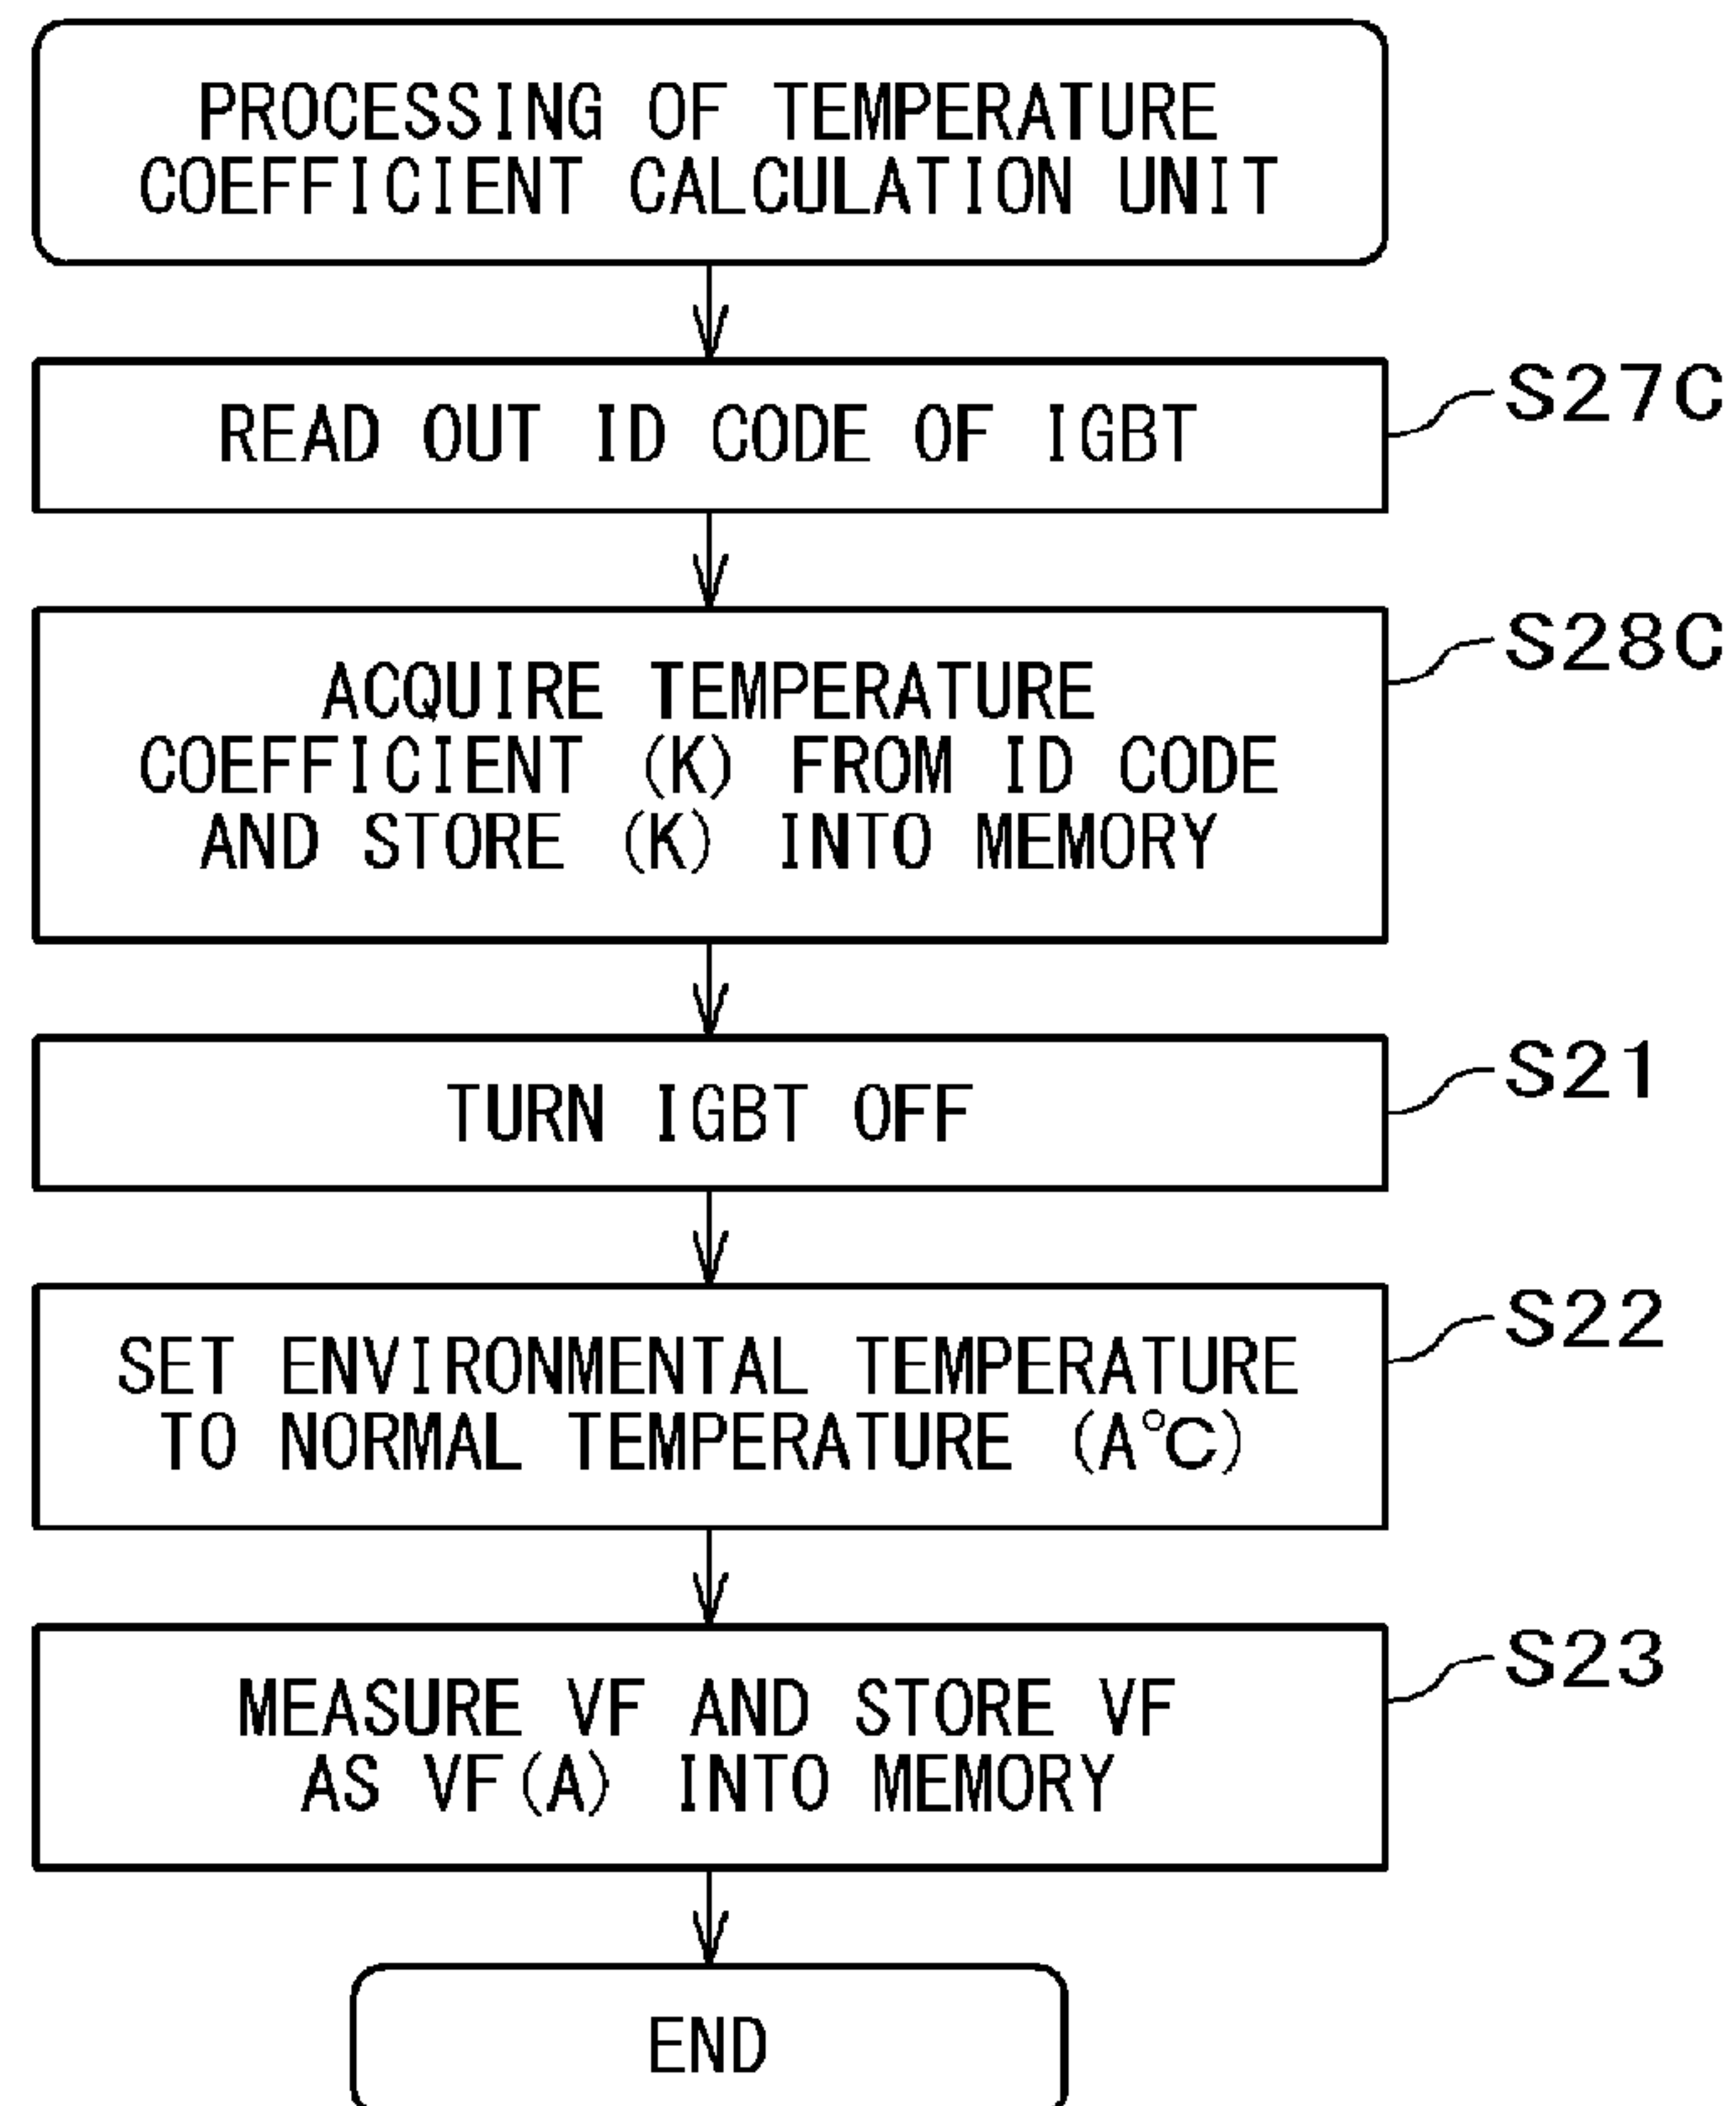 PROCESSING OF TEMPERATURE
COEFFICIENT CALCULATION UNIT
READ OUT ID CODE OF IGBT
S27C
ACQUIRE TEMPERATURE
COEFFICIENT (K) FROM ID CODE
AND STORE (K) INTO MEMORY
S28C
TURN IGBT OFF
S21
SET ENVIRONMENTAL TEMPERATURE
TO NORMAL TEMPERATURE (A℃)
S22
MEASURE VF AND STORE VF
AS VF(A) INTO MEMORY
S23
END